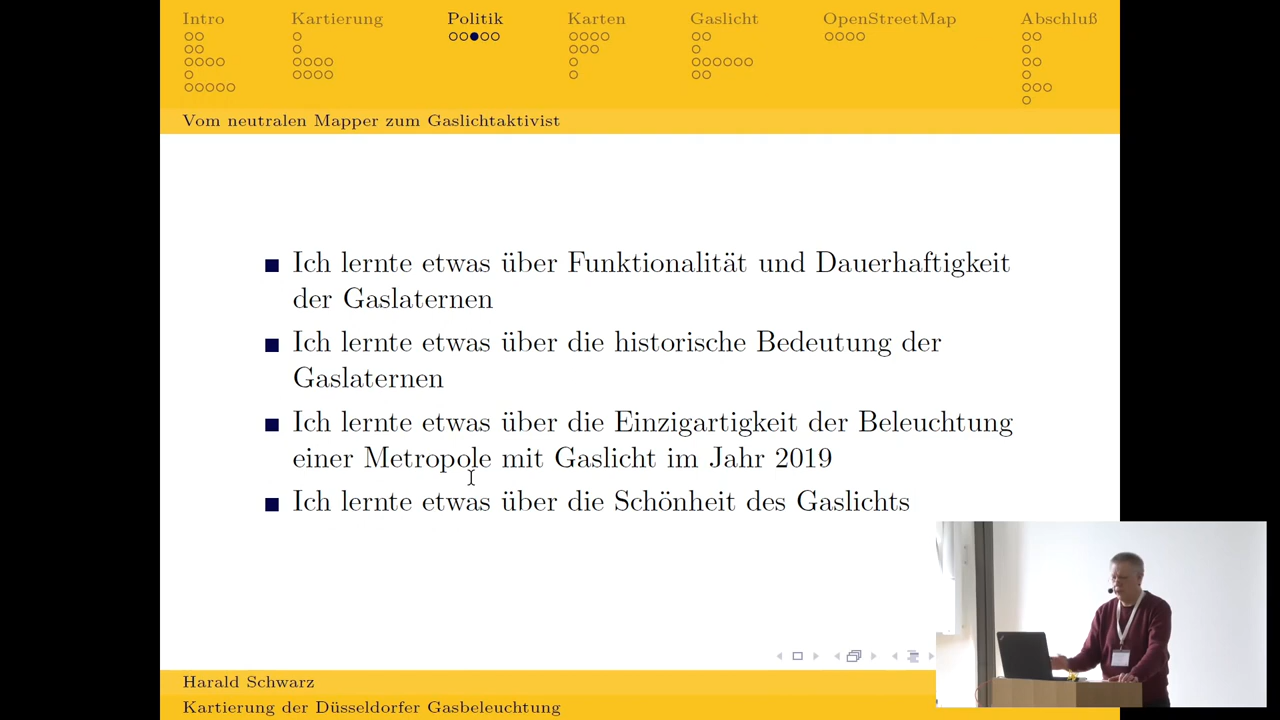 Intro Kartierung Politik Karten Gaslicht OpenStreetMap Abschluß
Vom neutralen Mapper zum Gaslichtaktivist
Ich lernte etwas über Funktionalität und Dauerhaftigkeit
der Gaslaternen
Ich lernte etwas über die historische Bedeutung der
Gaslaternen
Ich lernte etwas über die Einzigartigkeit der Beleuchtung
einer Metropole mit Gaslicht im Jahr 2019
Ich lernte etwas über die Schönheit des Gaslichts
Harald Schwarz
Kartierung der Düsseldorfer Gasbeleuchtung